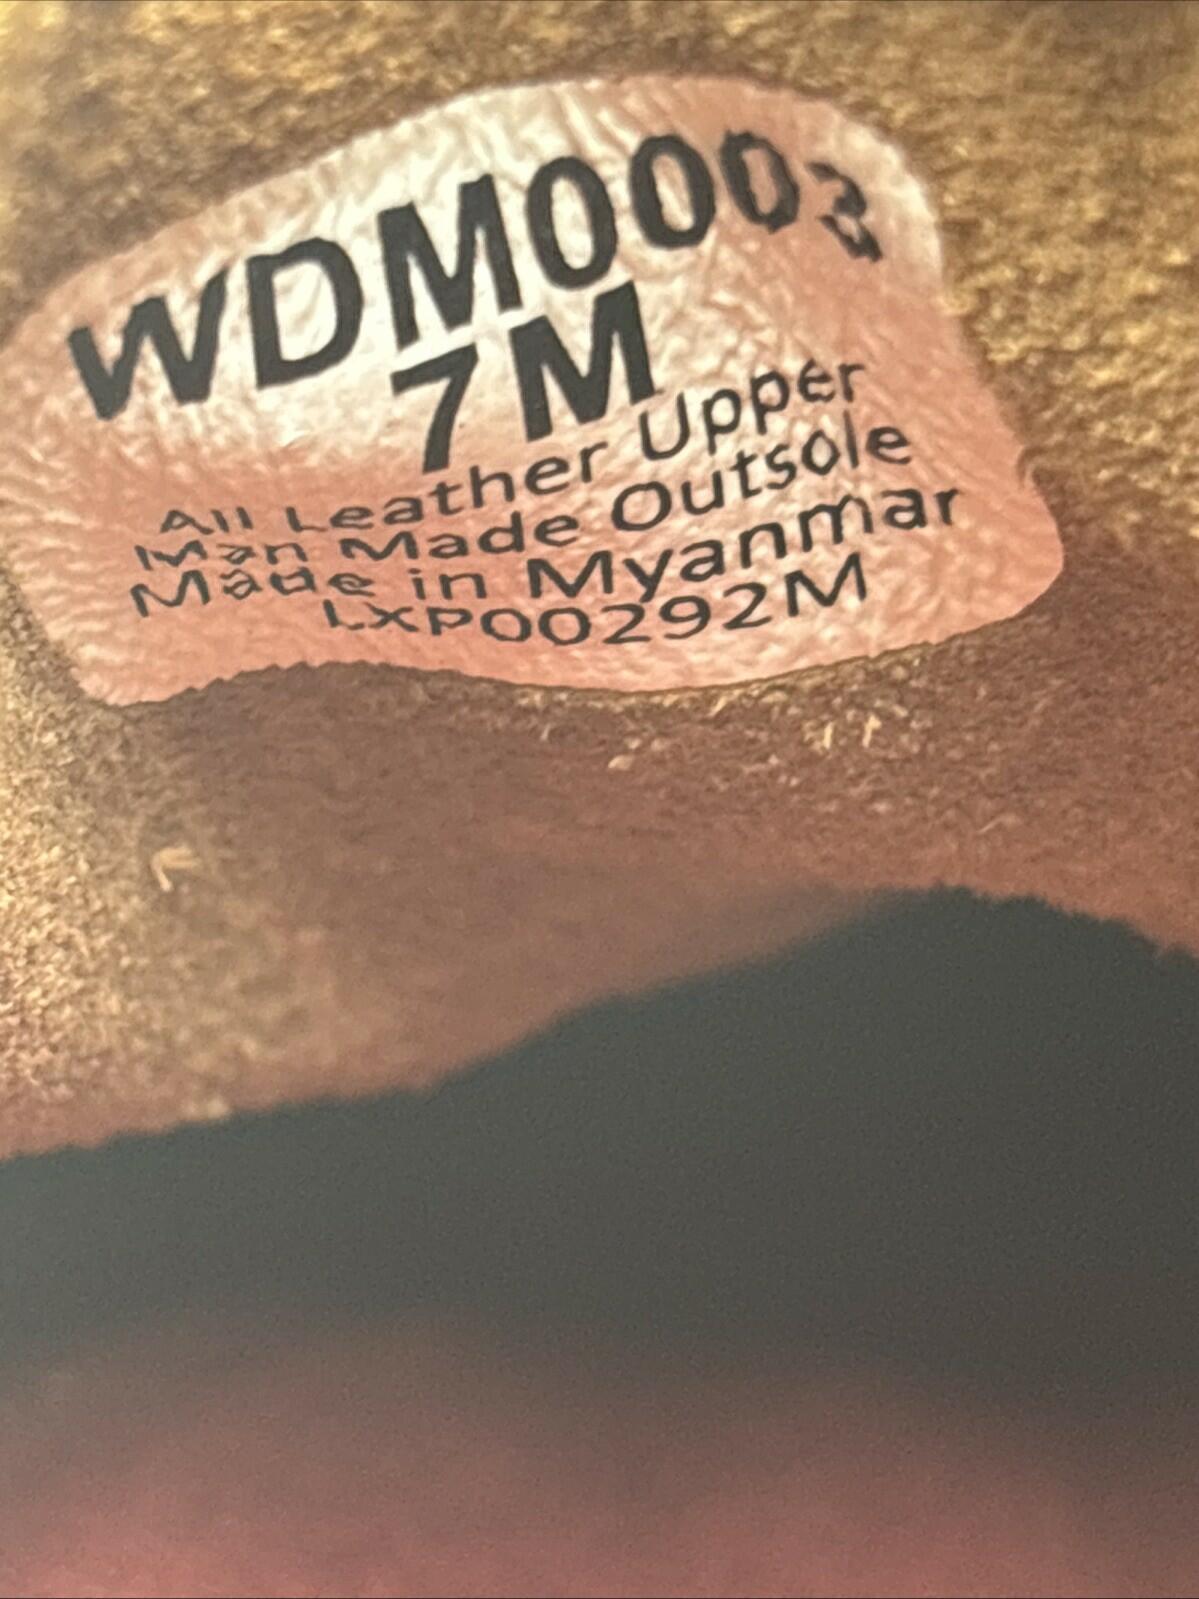 WDM0003
7M
All Leather Upper
Man Made Outsole
Made in Myanmar
LXP00292M